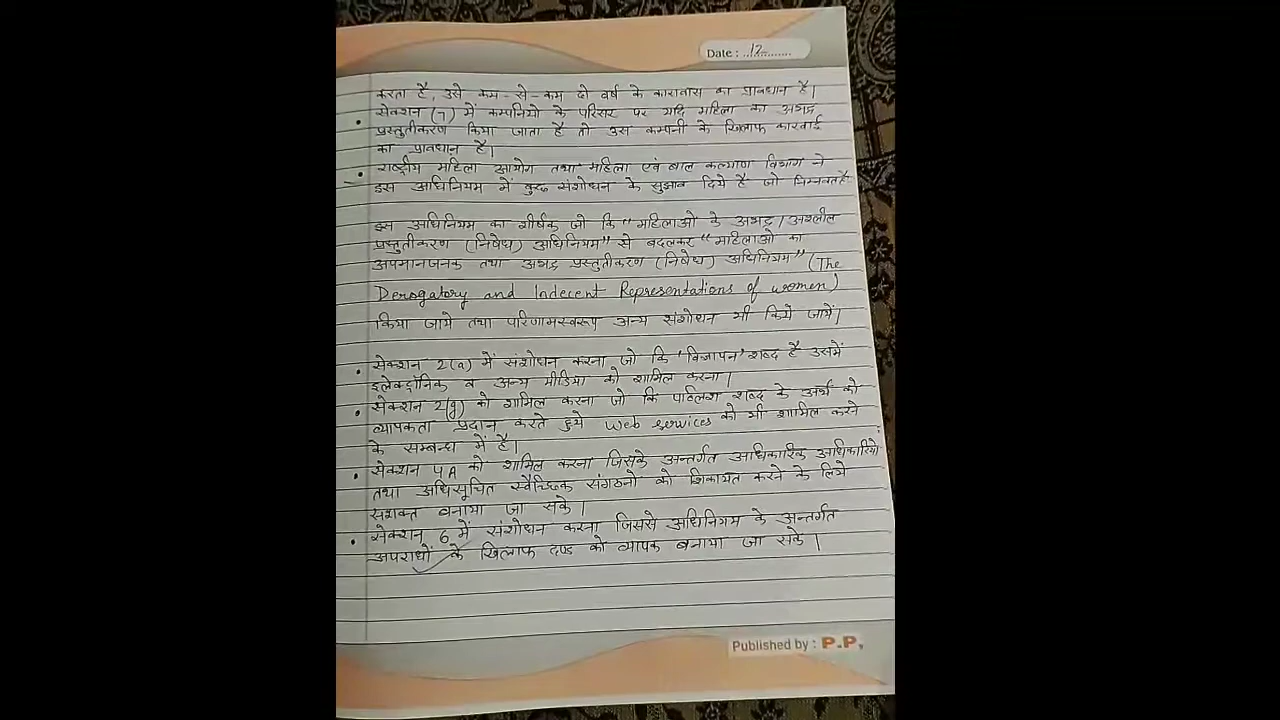 Date : 12
करता है, उसे कम-से-कम दो वर्ष के कारावास का प्रावधान है।
• सेक्शन (7) में कम्पनियों के परिसर पर यदि महिला का अभद्र
प्रस्तुतीकरण किया जाता है तो उस कम्पनी के खिलाफ कारवाई
का प्रावधान है।
• राष्ट्रीय महिला आयोग तथा महिला एवं बाल कल्याण विभाग ने
इस अधिनियम में कुछ संशोधन के सुझाव दिये है जो निम्नवत है
इस अधिनियम का शीर्षक जो कि "महिलाओं के अभद्र / अश्लील
प्रस्तुतीकरण (निषेध) अधिनियम" से बदलकर "महिलाओं का
अपमानजनक तथा अभद्र प्रस्तुतीकरण (निषेध) अधिनियम" (The
Derogatory and Indecent Representations of women)
किया जाये तथा परिणामस्वरूप अन्य संशोधन भी किये जायें।
• सेक्शन 2(a) में संशोधन करना जो कि 'विज्ञापन' शब्द है उसमें
इलेक्ट्रॉनिक व अन्य मीडिया को शामिल करना।
• सेक्शन 2(g) को शामिल करना जो कि पब्लिश शब्द के अर्थ को
व्यापकता प्रदान करते हुये Web services को भी शामिल करने
के सम्बन्ध में है।
• सेक्शन 4A को शामिल करना जिसके अन्तर्गत आधिकारिक अधिकारियों
तथा अधिसूचित स्वैच्छिक संगठनो को शिकायत करने के लिये
सशक्त बनाया जा सके।
• सेक्शन 6 में संशोधन करना जिससे अधिनियम के अन्तर्गत
अपराधों के खिलाफ दण्ड को व्यापक बनाया जा सके।
Published by : P.P,